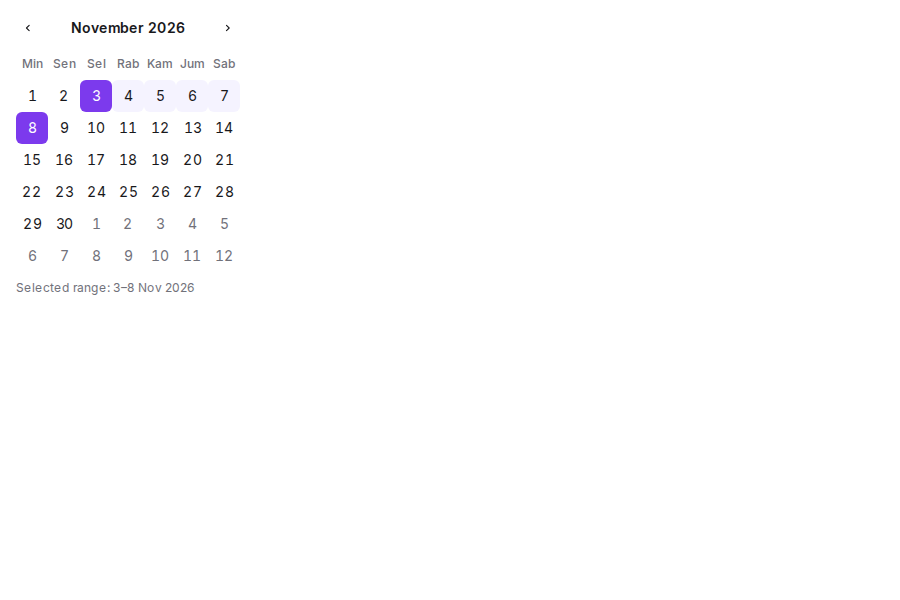 ‹ November 2026 ›
Min Sen Sel Rab Kam Jum Sab
1 2 3 4 5 6 7
8 9 10 11 12 13 14
15 16 17 18 19 20 21
22 23 24 25 26 27 28
29 30 1 2 3 4 5
6 7 8 9 10 11 12
Selected range: 3–8 Nov 2026